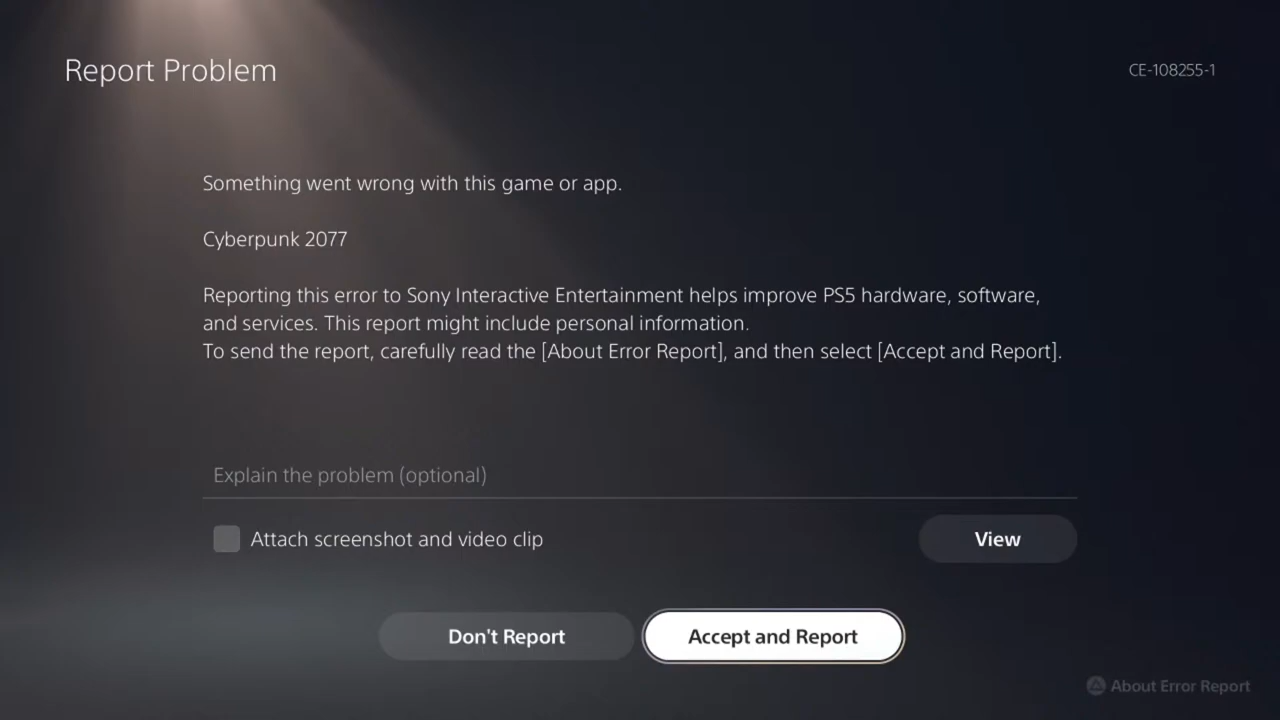 Report Problem
CE-108255-1
Something went wrong with this game or app.
Cyberpunk 2077
Reporting this error to Sony Interactive Entertainment helps improve PS5 hardware, software,
and services. This report might include personal information.
To send the report, carefully read the [About Error Report], and then select [Accept and Report].
Explain the problem (optional)
Attach screenshot and video clip
View
Don't Report
Accept and Report
About Error Report